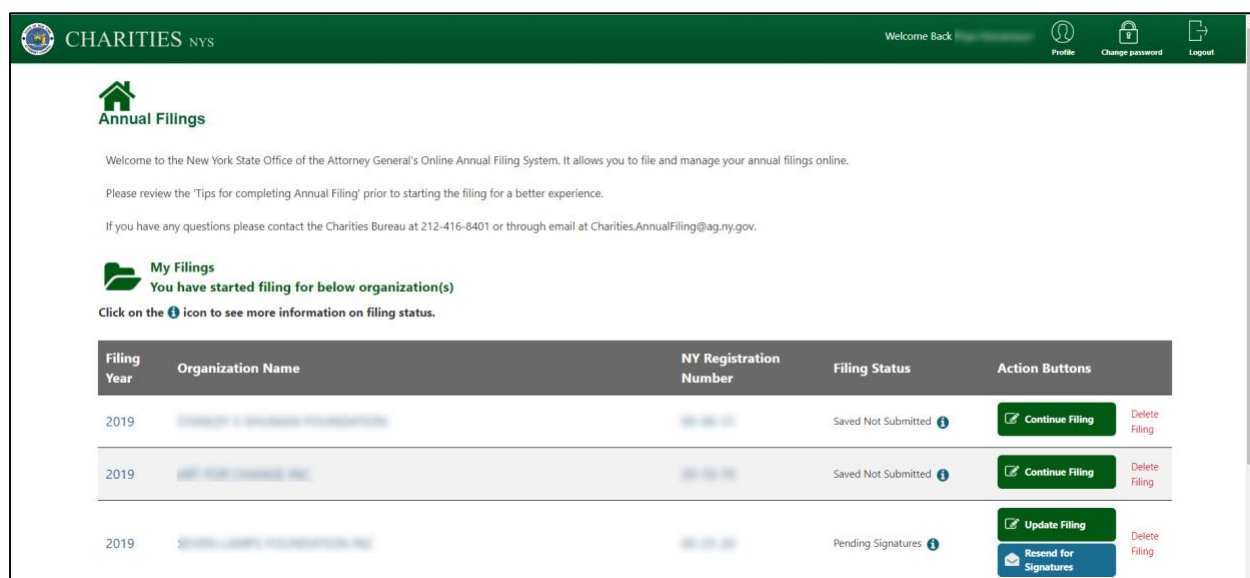 CHARITIES NYS
Welcome Back
Profile
Change password
Logout
Annual Filings
Welcome to the New York State Office of the Attorney General's Online Annual Filing System. It allows you to file and manage your annual filings online.
Please review the 'Tips for completing Annual Filing' prior to starting the filing for a better experience.
If you have any questions please contact the Charities Bureau at 212-416-8401 or through email at Charities.AnnualFiling@ag.ny.gov.
My Filings
You have started filing for below organization(s)
Click on the i icon to see more information on filing status.
Filing Year Organization Name NY Registration Number Filing Status Action Buttons
2019 Saved Not Submitted i Continue Filing Delete Filing
2019 Saved Not Submitted i Continue Filing Delete Filing
2019 Pending Signatures i Update Filing Delete Filing
Resend for Signatures